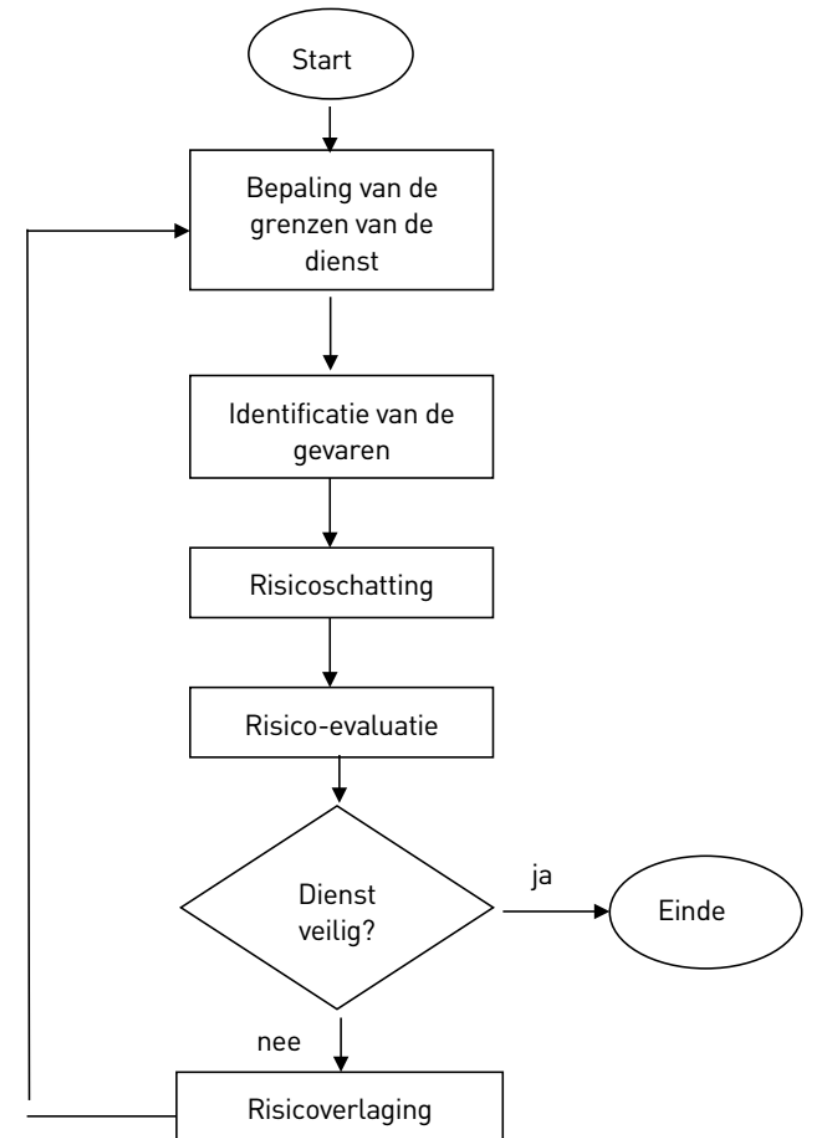 Start
Bepaling van de
grenzen van de
dienst
Identificatie van de
gevaren
Risicoschatting
Risico-evaluatie
Dienst
veilig?
ja
Einde
nee
Risicoverlaging